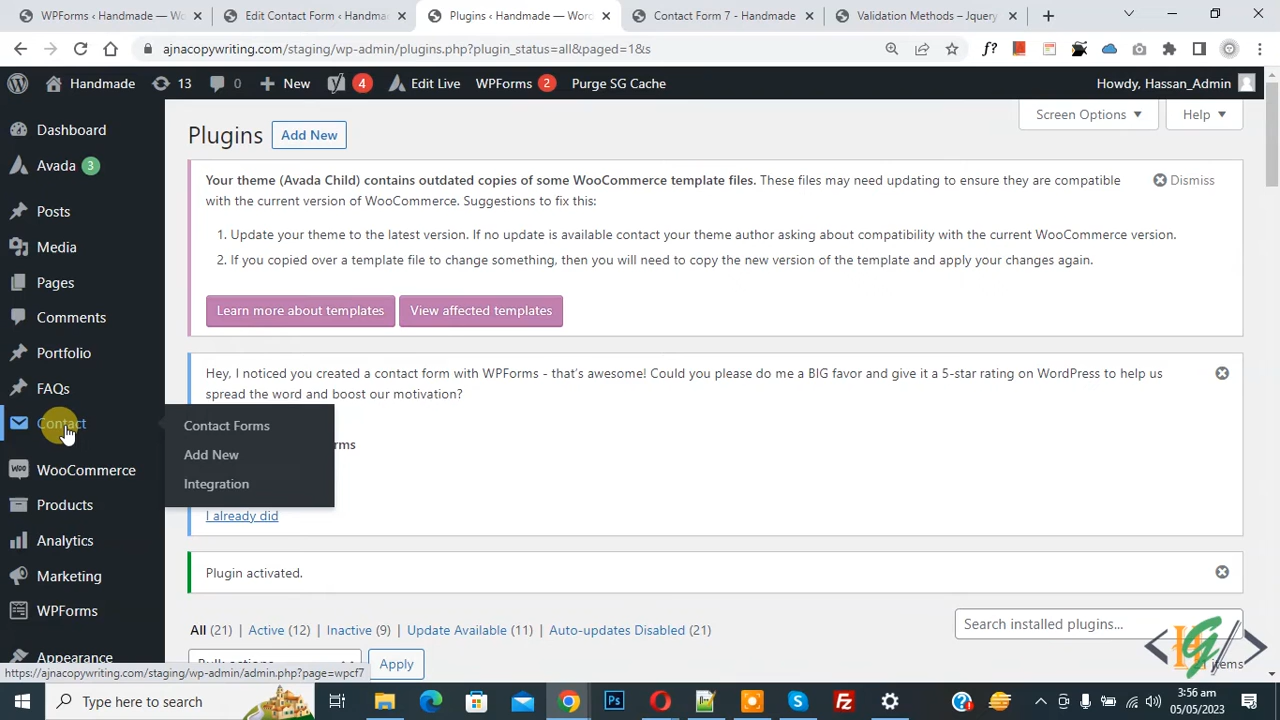 WPForms ‹ Handmade — Wo
Edit Contact Form ‹ Handma
Plugins ‹ Handmade — Wor
Contact Form 7 - Handmade
Validation Methods – Jquery
ajnacopywriting.com/staging/wp-admin/plugins.php?plugin_status=all&paged=1&s
Handmade
13
0
New
4
Edit Live
WPForms 2
Purge SG Cache
Howdy, Hassan_Admin
Dashboard
Avada 3
Posts
Media
Pages
Comments
Portfolio
FAQs
Contact
WooCommerce
Products
Analytics
Marketing
WPForms
Appearance
Contact Forms
Add New
Integration
Screen Options
Help
Plugins
Add New
Your theme (Avada Child) contains outdated copies of some WooCommerce template files. These files may need updating to ensure they are compatible
Dismiss
with the current version of WooCommerce. Suggestions to fix this:
1. Update your theme to the latest version. If no update is available contact your theme author asking about compatibility with the current WooCommerce version.
2. If you copied over a template file to change something, then you will need to copy the new version of the template and apply your changes again.
Learn more about templates
View affected templates
Hey, I noticed you created a contact form with WPForms - that's awesome! Could you please do me a BIG favor and give it a 5-star rating on WordPress to help us
spread the word and boost our motivation?
rms
I already did
Plugin activated.
All (21) | Active (12) | Inactive (9) | Update Available (11) | Auto-updates Disabled (21)
Search installed plugins...
Bulk actions
Apply
items
https://ajnacopywriting.com/staging/wp-admin/admin.php?page=wpcf7
Type here to search
3:56 am
05/05/2023